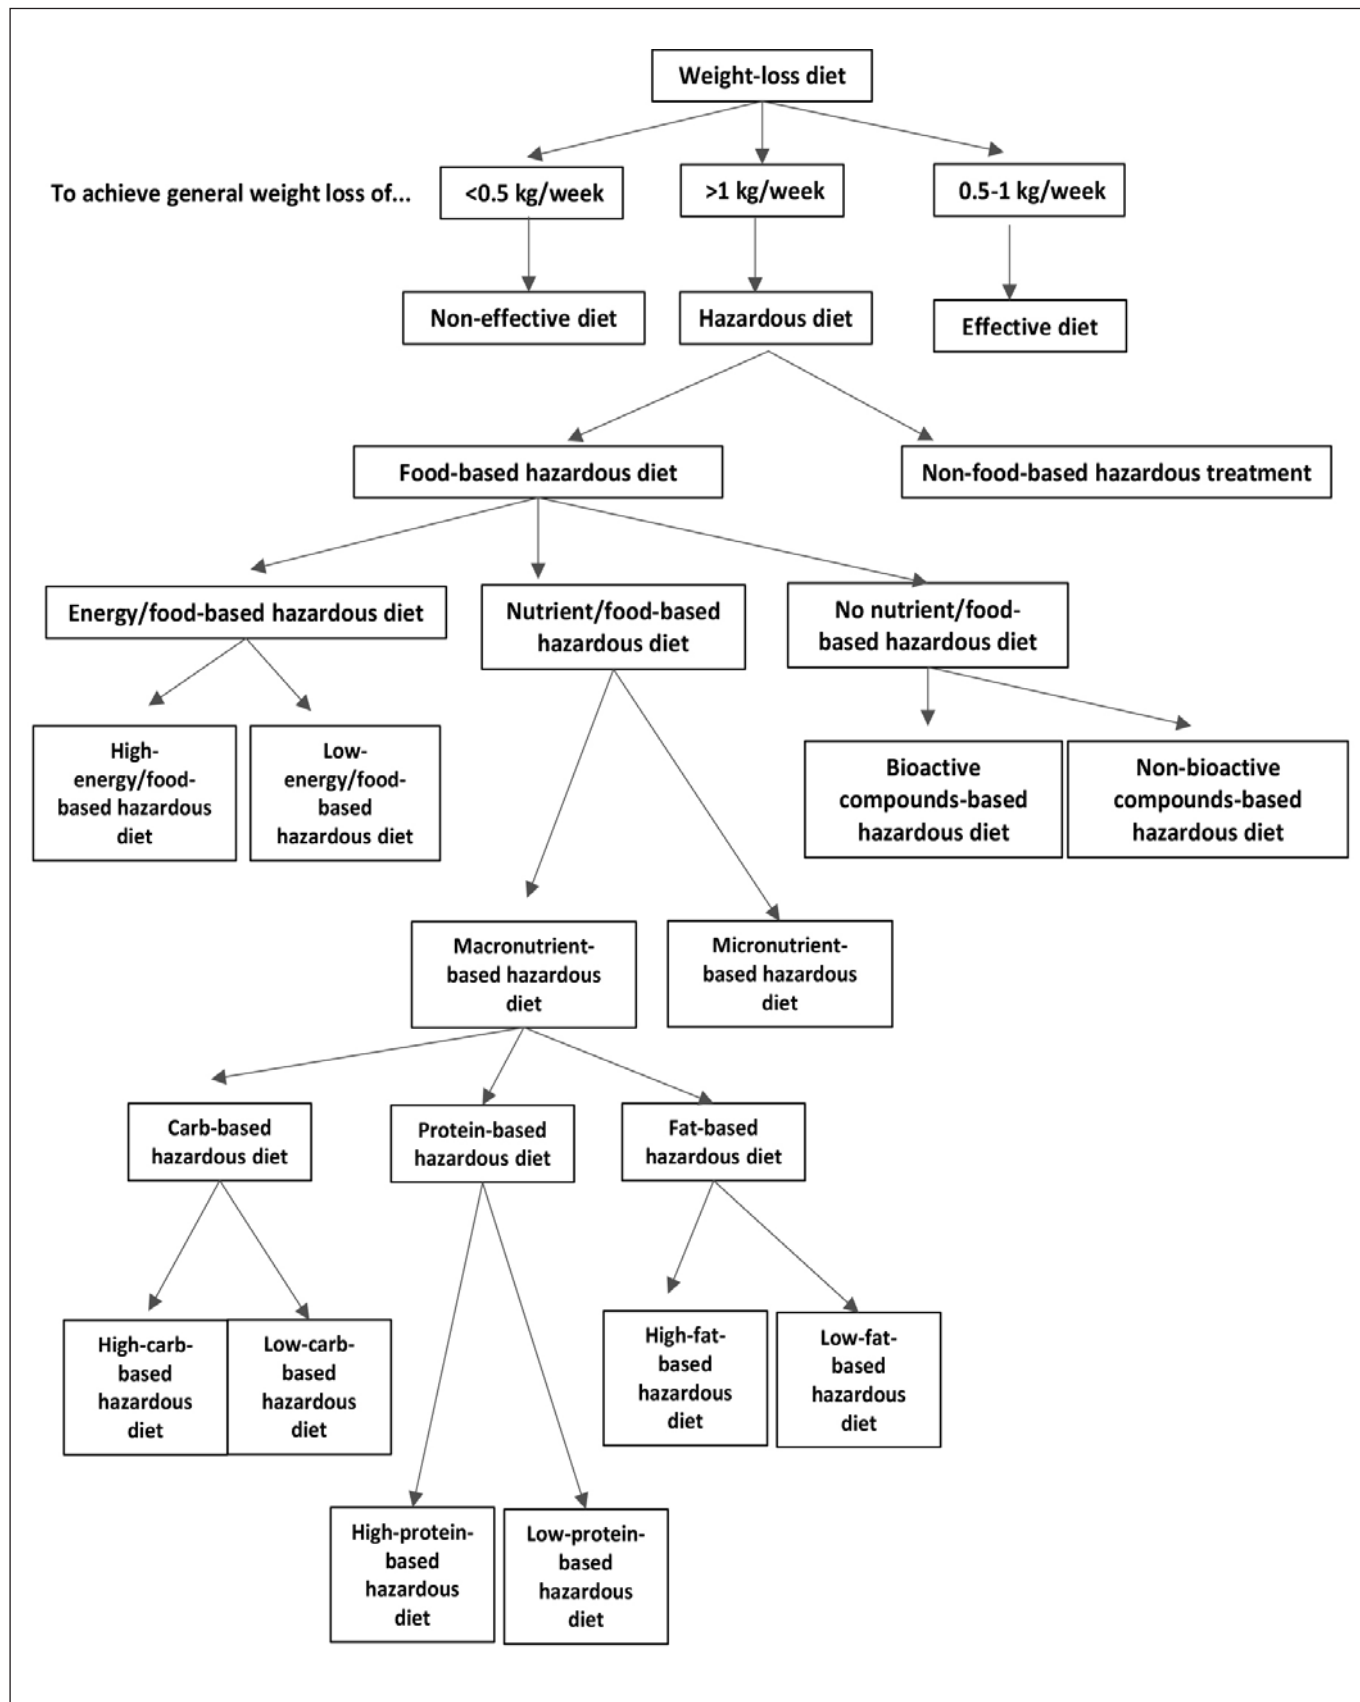 Weight-loss diet
To achieve general weight loss of...
<0.5 kg/week
>1 kg/week
0.5-1 kg/week
Non-effective diet
Hazardous diet
Effective diet
Food-based hazardous diet
Non-food-based hazardous treatment
Energy/food-based hazardous diet
Nutrient/food-based
hazardous diet
No nutrient/food-
based hazardous diet
High-
energy/food-
based hazardous
diet
Low-
energy/food-
based
hazardous diet
Bioactive
compounds-based
hazardous diet
Non-bioactive
compounds-based
hazardous diet
Macronutrient-
based hazardous
diet
Micronutrient-
based hazardous
diet
Carb-based
hazardous diet
Protein-based
hazardous diet
Fat-based
hazardous diet
High-carb-
based
hazardous
diet
Low-carb-
based
hazardous
diet
High-fat-
based
hazardous
diet
Low-fat-
based
hazardous
diet
High-protein-
based
hazardous
diet
Low-protein-
based
hazardous
diet